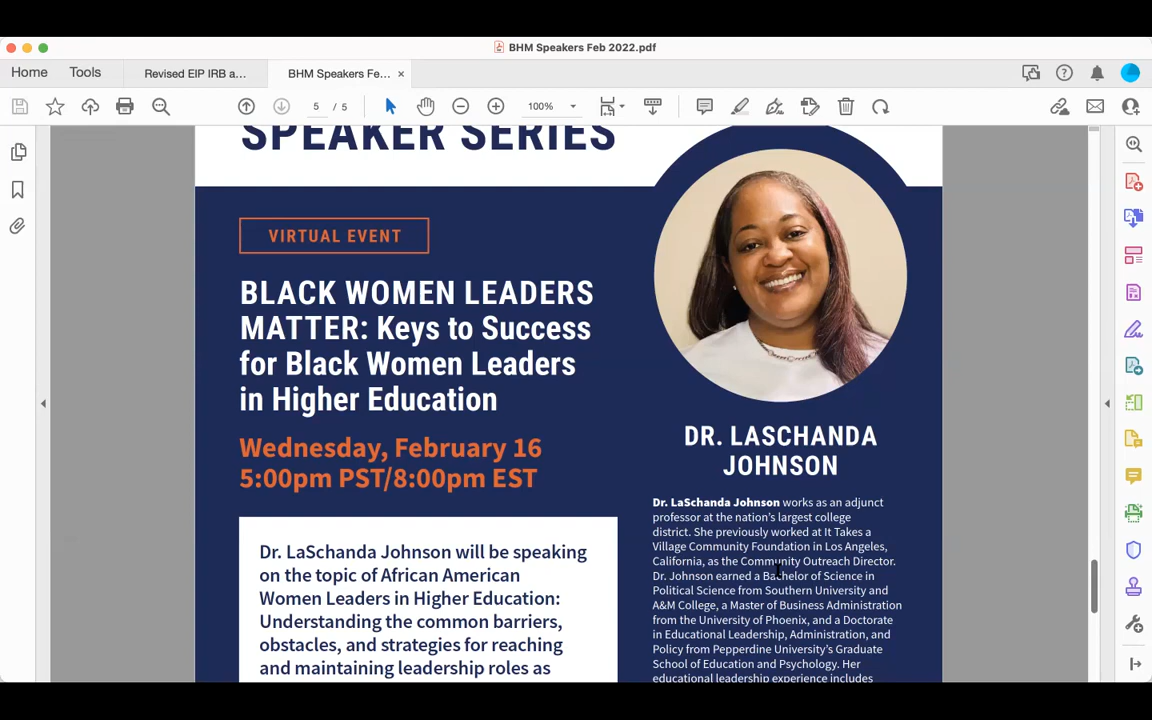 BHM Speakers Feb 2022.pdf
Home
Tools
Revised EIP IRB a...
BHM Speakers Fe... ×
5 / 5
100%
SPEAKER SERIES
VIRTUAL EVENT
BLACK WOMEN LEADERS
MATTER: Keys to Success
for Black Women Leaders
in Higher Education
Wednesday, February 16
5:00pm PST/8:00pm EST
Dr. LaSchanda Johnson will be speaking
on the topic of African American
Women Leaders in Higher Education:
Understanding the common barriers,
obstacles, and strategies for reaching
and maintaining leadership roles as
DR. LASCHANDA
JOHNSON
Dr. LaSchanda Johnson works as an adjunct
professor at the nation's largest college
district. She previously worked at It Takes a
Village Community Foundation in Los Angeles,
California, as the Community Outreach Director.
Dr. Johnson earned a Bachelor of Science in
Political Science from Southern University and
A&M College, a Master of Business Administration
from the University of Phoenix, and a Doctorate
in Educational Leadership, Administration, and
Policy from Pepperdine University's Graduate
School of Education and Psychology. Her
educational leadership experience includes